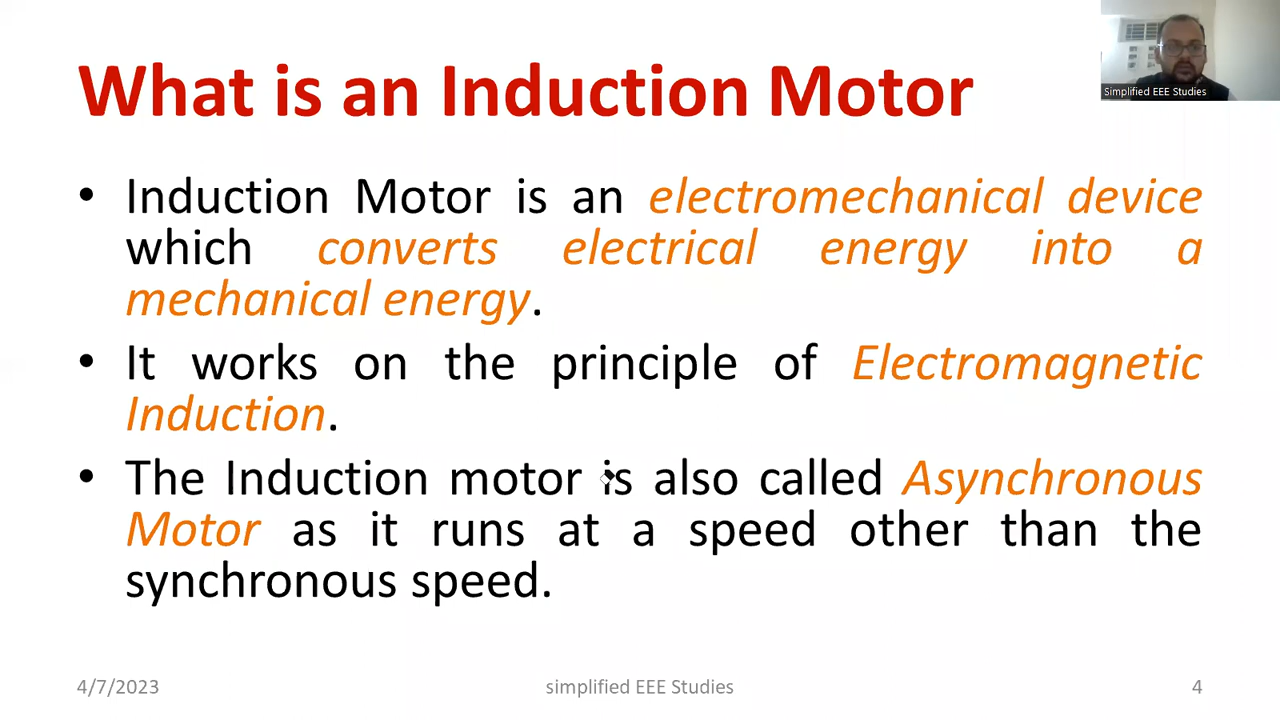 What is an Induction Motor
Simplified EEE Studies
• Induction Motor is an electromechanical device
which converts electrical energy into a
mechanical energy.
• It works on the principle of Electromagnetic
Induction.
• The Induction motor is also called Asynchronous
Motor as it runs at a speed other than the
synchronous speed.
4/7/2023
simplified EEE Studies
4